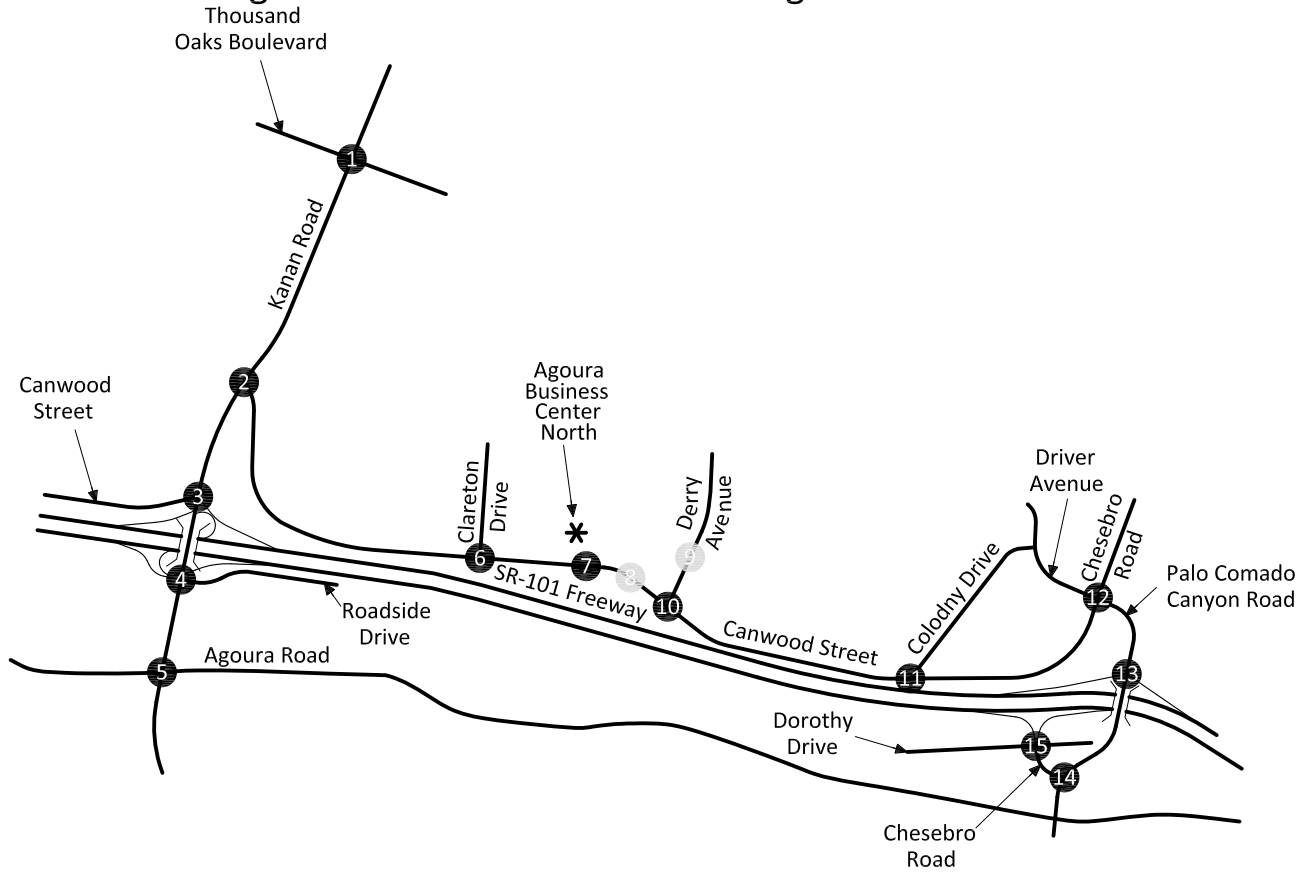 Thousand
Oaks Boulevard
1
Kanan Road
2
Canwood
Street
Agoura
Business
Center
North
3
Clareton
Drive
Derry
Avenue
Driver
Avenue
Chesebro
Road
6
7
8
9
SR-101 Freeway
10
4
Roadside
Drive
Colodny Drive
12
Palo Comado
Canyon Road
5
Agoura Road
Canwood Street
11
13
Dorothy
Drive
15
14
Chesebro
Road